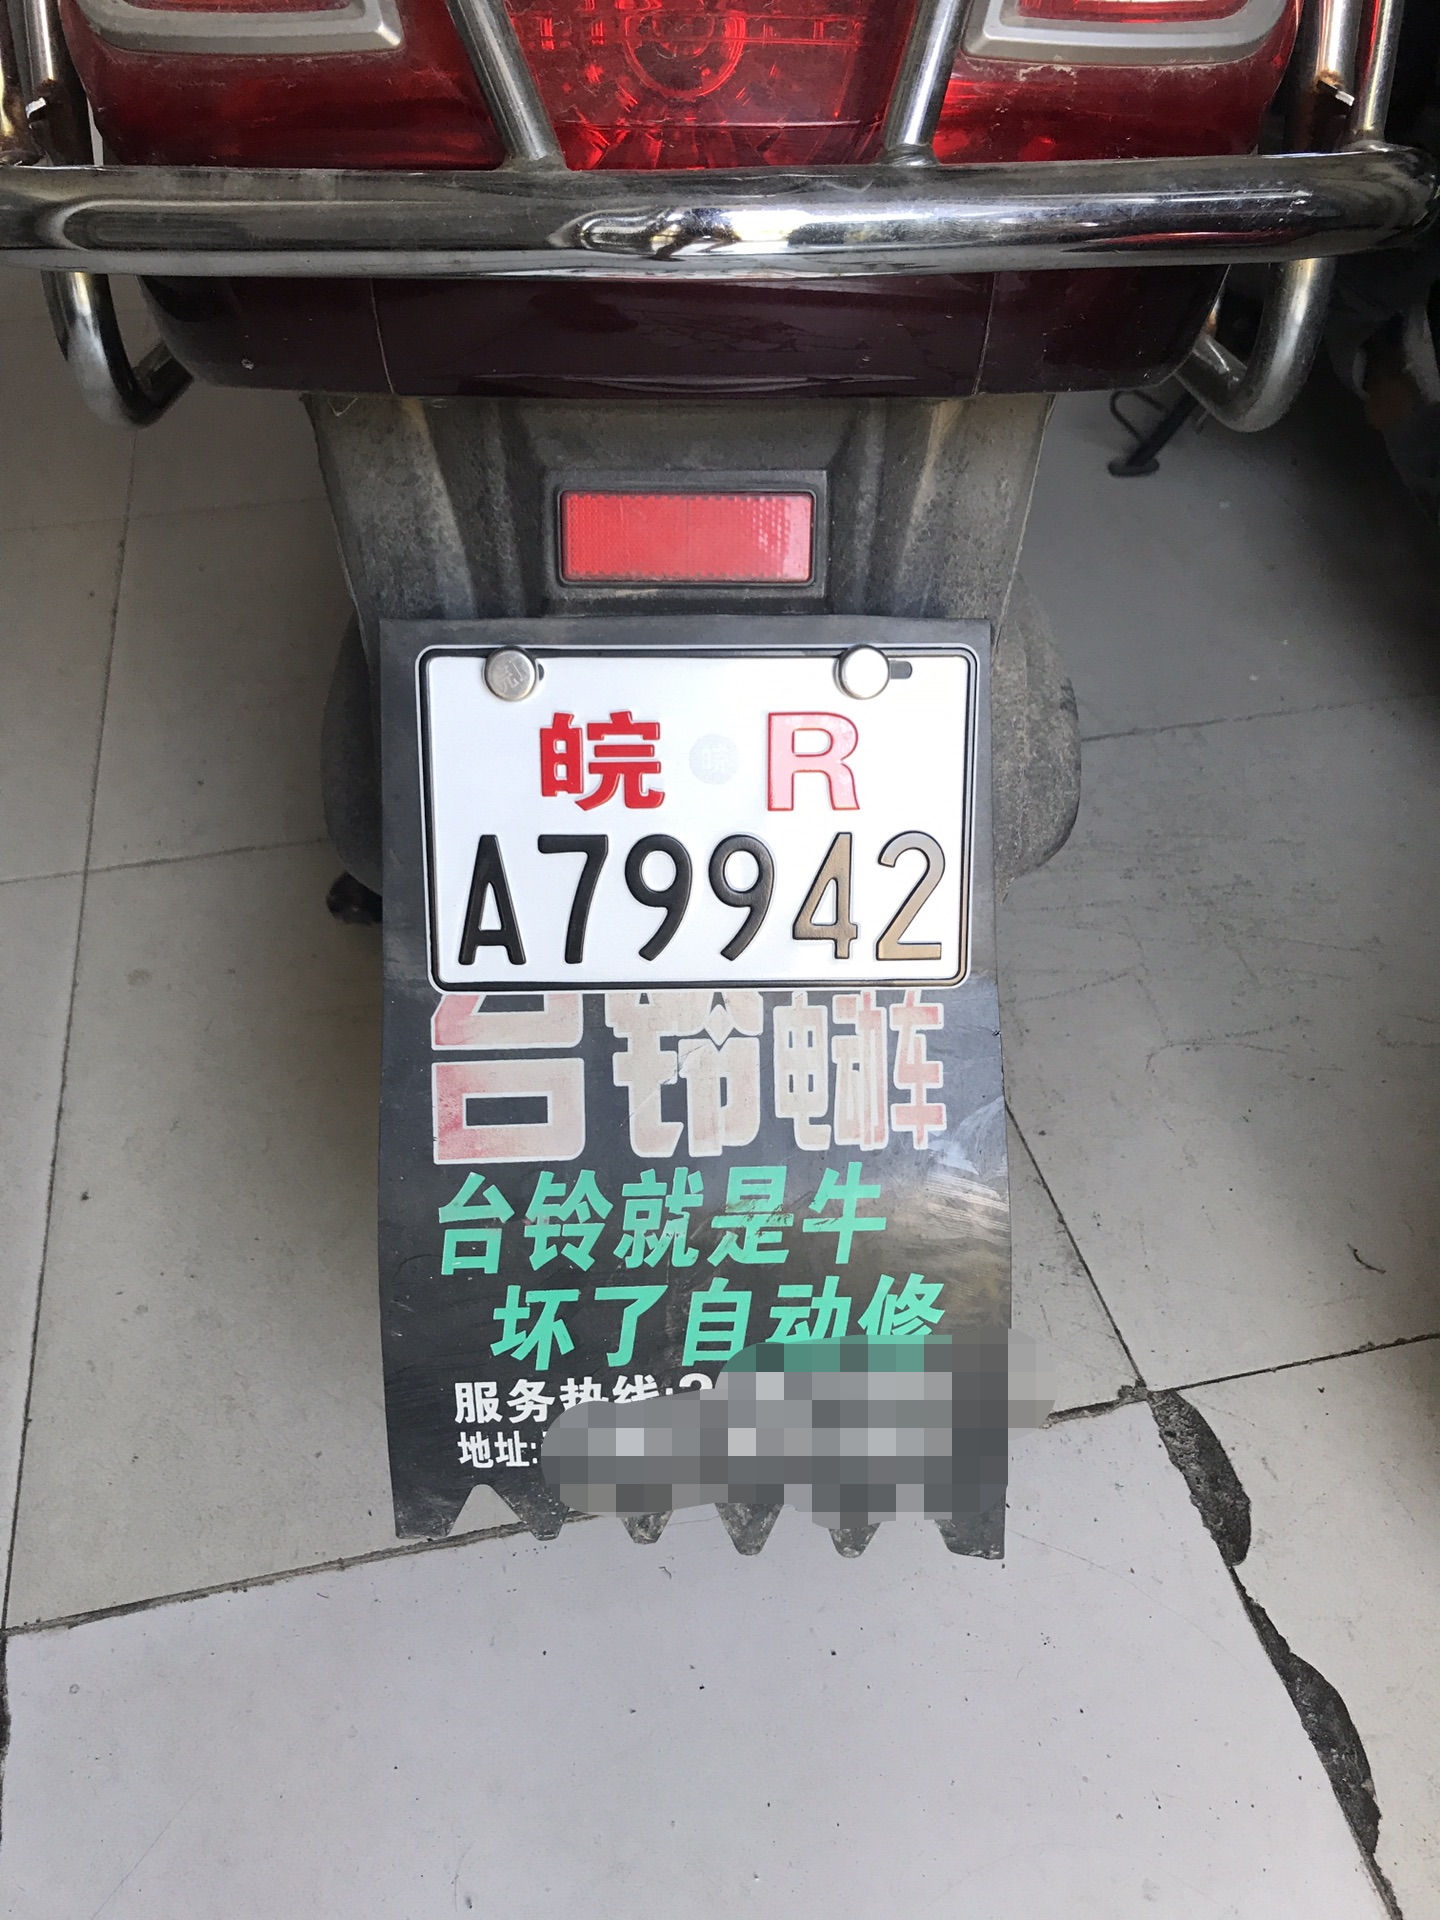 皖 R
A79942
台铃电动车
台铃就是牛
坏了自动修
服务热线:
地址: